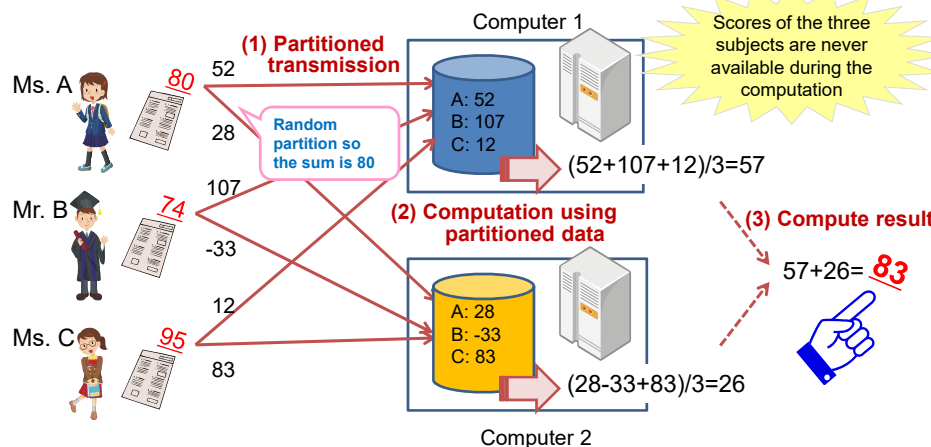 Computer 1
Scores of the three
subjects are never
available during the
computation
(1) Partitioned
transmission
Ms. A
80
52
28
Random
partition so
the sum is 80
A: 52
B: 107
C: 12
(52+107+12)/3=57
Mr. B
74
107
-33
(2) Computation using
partitioned data
(3) Compute result
57+26= 83
Ms. C
95
12
83
A: 28
B: -33
C: 83
(28-33+83)/3=26
Computer 2